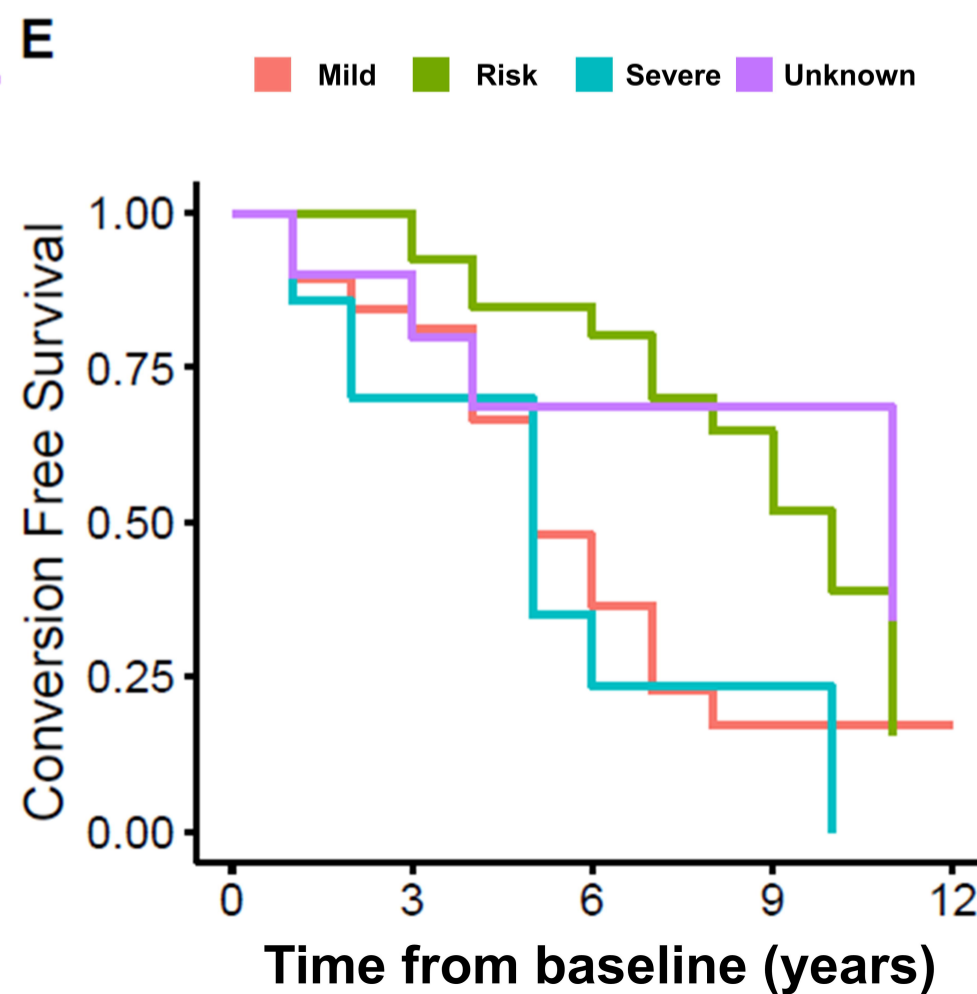 E
Mild Risk Severe Unknown
Conversion Free Survival
1.00
0.75
0.50
0.25
0.00
0 3 6 9 12
Time from baseline (years)